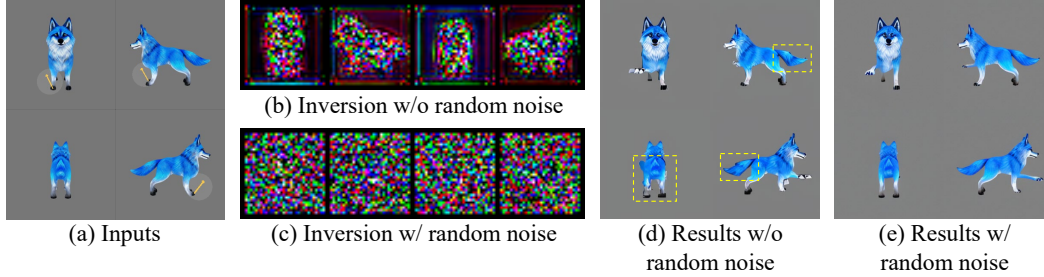 (b) Inversion w/o random noise
(a) Inputs
(c) Inversion w/ random noise
(d) Results w/o
random noise
(e) Results w/
random noise